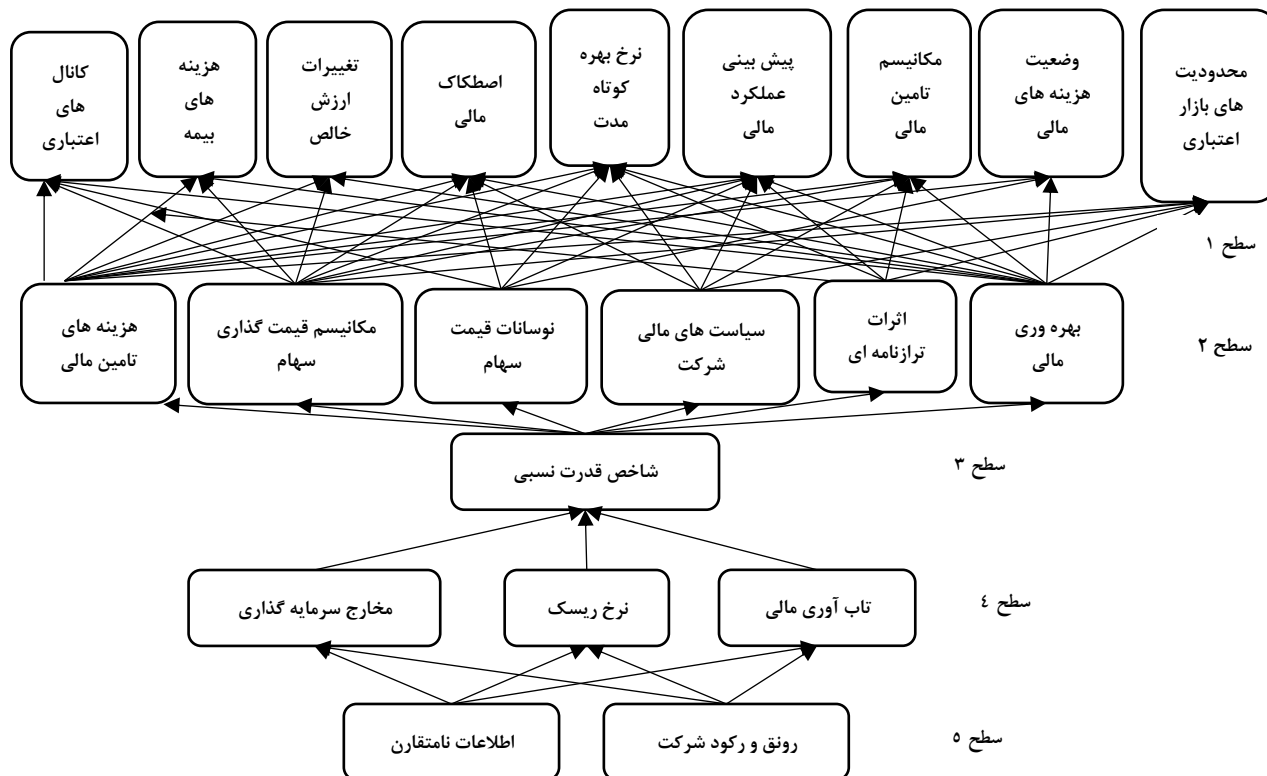 محدودیت
های بازار
اعتباری
وضعیت
هزینه های
مالی
مکانیسم
تامین
مالی
پیش بینی
عملکرد
مالی
نرخ بهره
کوتاه
مدت
اصطکاک
مالی
تغییرات
ارزش
خالص
هزینه
های
بیمه
کانال
های
اعتباری
سطح ۱
سطح ۲
بهره وری
مالی
اثرات
ترازنامه ای
سیاست های مالی
شرکت
نوسانات قیمت
سهام
مکانیسم قیمت گذاری
سهام
هزینه های
تامین مالی
سطح ۳
شاخص قدرت نسبی
سطح ٤
تاب آوری مالی
نرخ ریسک
مخارج سرمایه گذاری
سطح ٥
رونق و رکود شرکت
اطلاعات نامتقارن